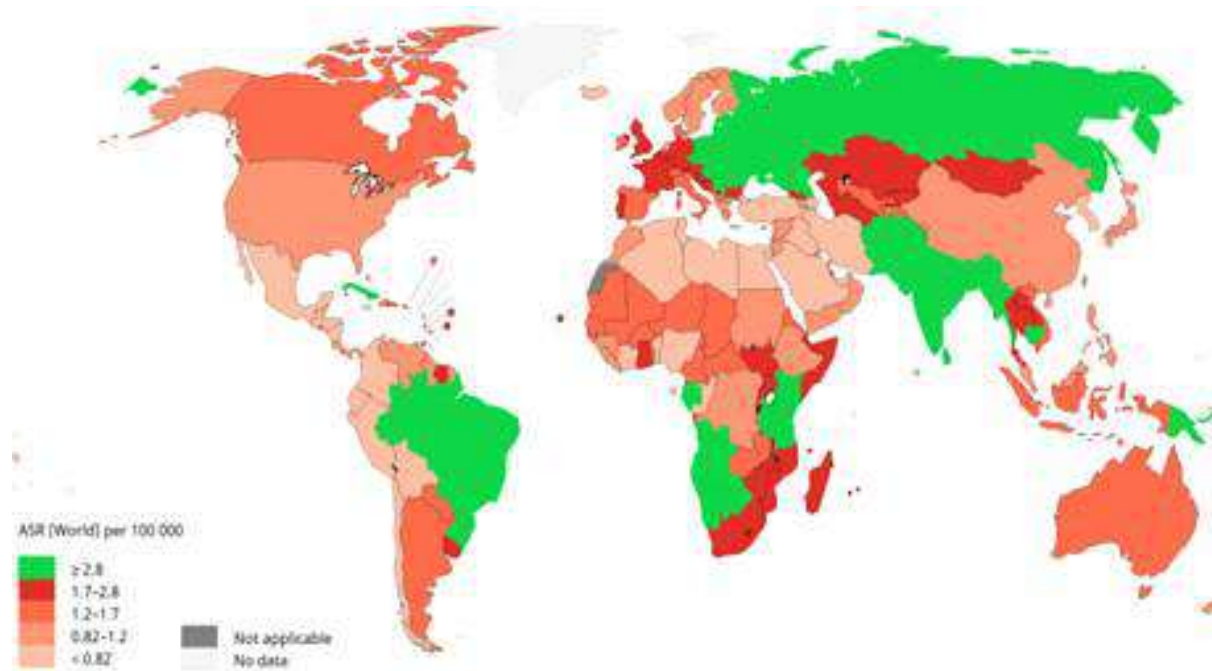 ASR (World) per 100 000
≥ 2.8
1.7–2.8
1.2–1.7
0.82–1.2
< 0.82
Not applicable
No data